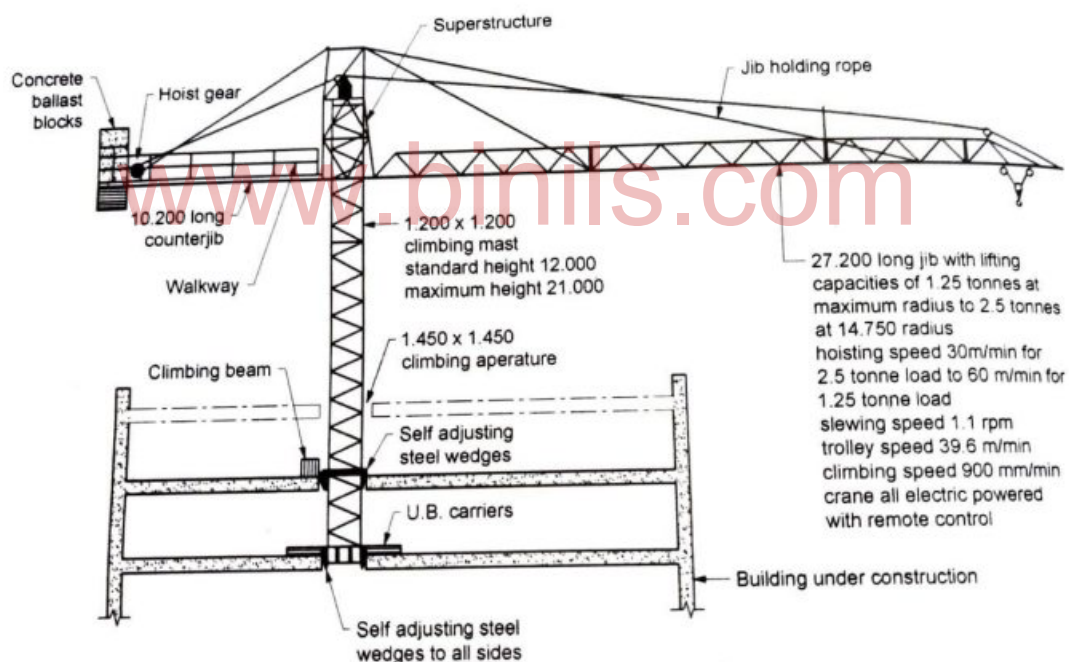 Superstructure
Jib holding rope
Concrete
ballast
blocks
Hoist gear
www.binils.com
10.200 long
counterjib
Walkway
1.200 x 1.200
climbing mast
standard height 12.000
maximum height 21.000
27.200 long jib with lifting
capacities of 1.25 tonnes at
maximum radius to 2.5 tonnes
at 14.750 radius
hoisting speed 30m/min for
2.5 tonne load to 60 m/min for
1.25 tonne load
slewing speed 1.1 rpm
trolley speed 39.6 m/min
climbing speed 900 mm/min
crane all electric powered
with remote control
1.450 x 1.450
climbing aperature
Climbing beam
Self adjusting
steel wedges
U.B. carriers
Building under construction
Self adjusting steel
wedges to all sides